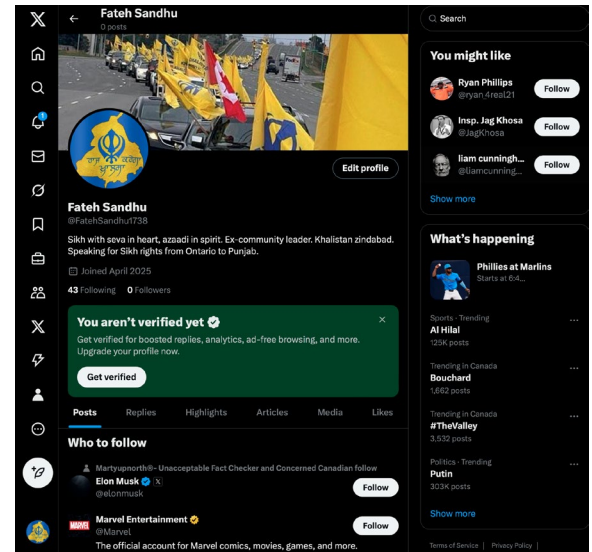 Fateh Sandhu
0 posts
ਰਾਜ ਕਰੇਗਾ
ਖ਼ਾਲਸਾ
Edit profile
Fateh Sandhu
@FatehSandhu1738
Sikh with seva in heart, azaadi in spirit. Ex-community leader. Khalistan zindabad.
Speaking for Sikh rights from Ontario to Punjab.
Joined April 2025
43 Following 0 Followers
You aren't verified yet
Get verified for boosted replies, analytics, ad-free browsing, and more.
Upgrade your profile now.
Get verified
Posts Replies Highlights Articles Media Likes
Who to follow
Martyupnorth®- Unacceptable Fact Checker and Concerned Canadian follow
Elon Musk
@elonmusk
Follow
MARVEL
Marvel Entertainment
@Marvel
Follow
The official account for Marvel comics, movies, games, and more.
Search
You might like
Ryan Phillips
@ryan_4real21
Follow
Insp. Jag Khosa
@JagKhosa
Follow
liam cunningh...
@liamcunning...
Follow
Show more
What's happening
Phillies at Marlins
Starts at 6:4...
Sports · Trending
Al Hilal
125K posts
Trending in Canada
Bouchard
1,662 posts
Trending in Canada
#TheValley
3,532 posts
Politics · Trending
Putin
303K posts
Show more
Terms of Service | Privacy Policy |